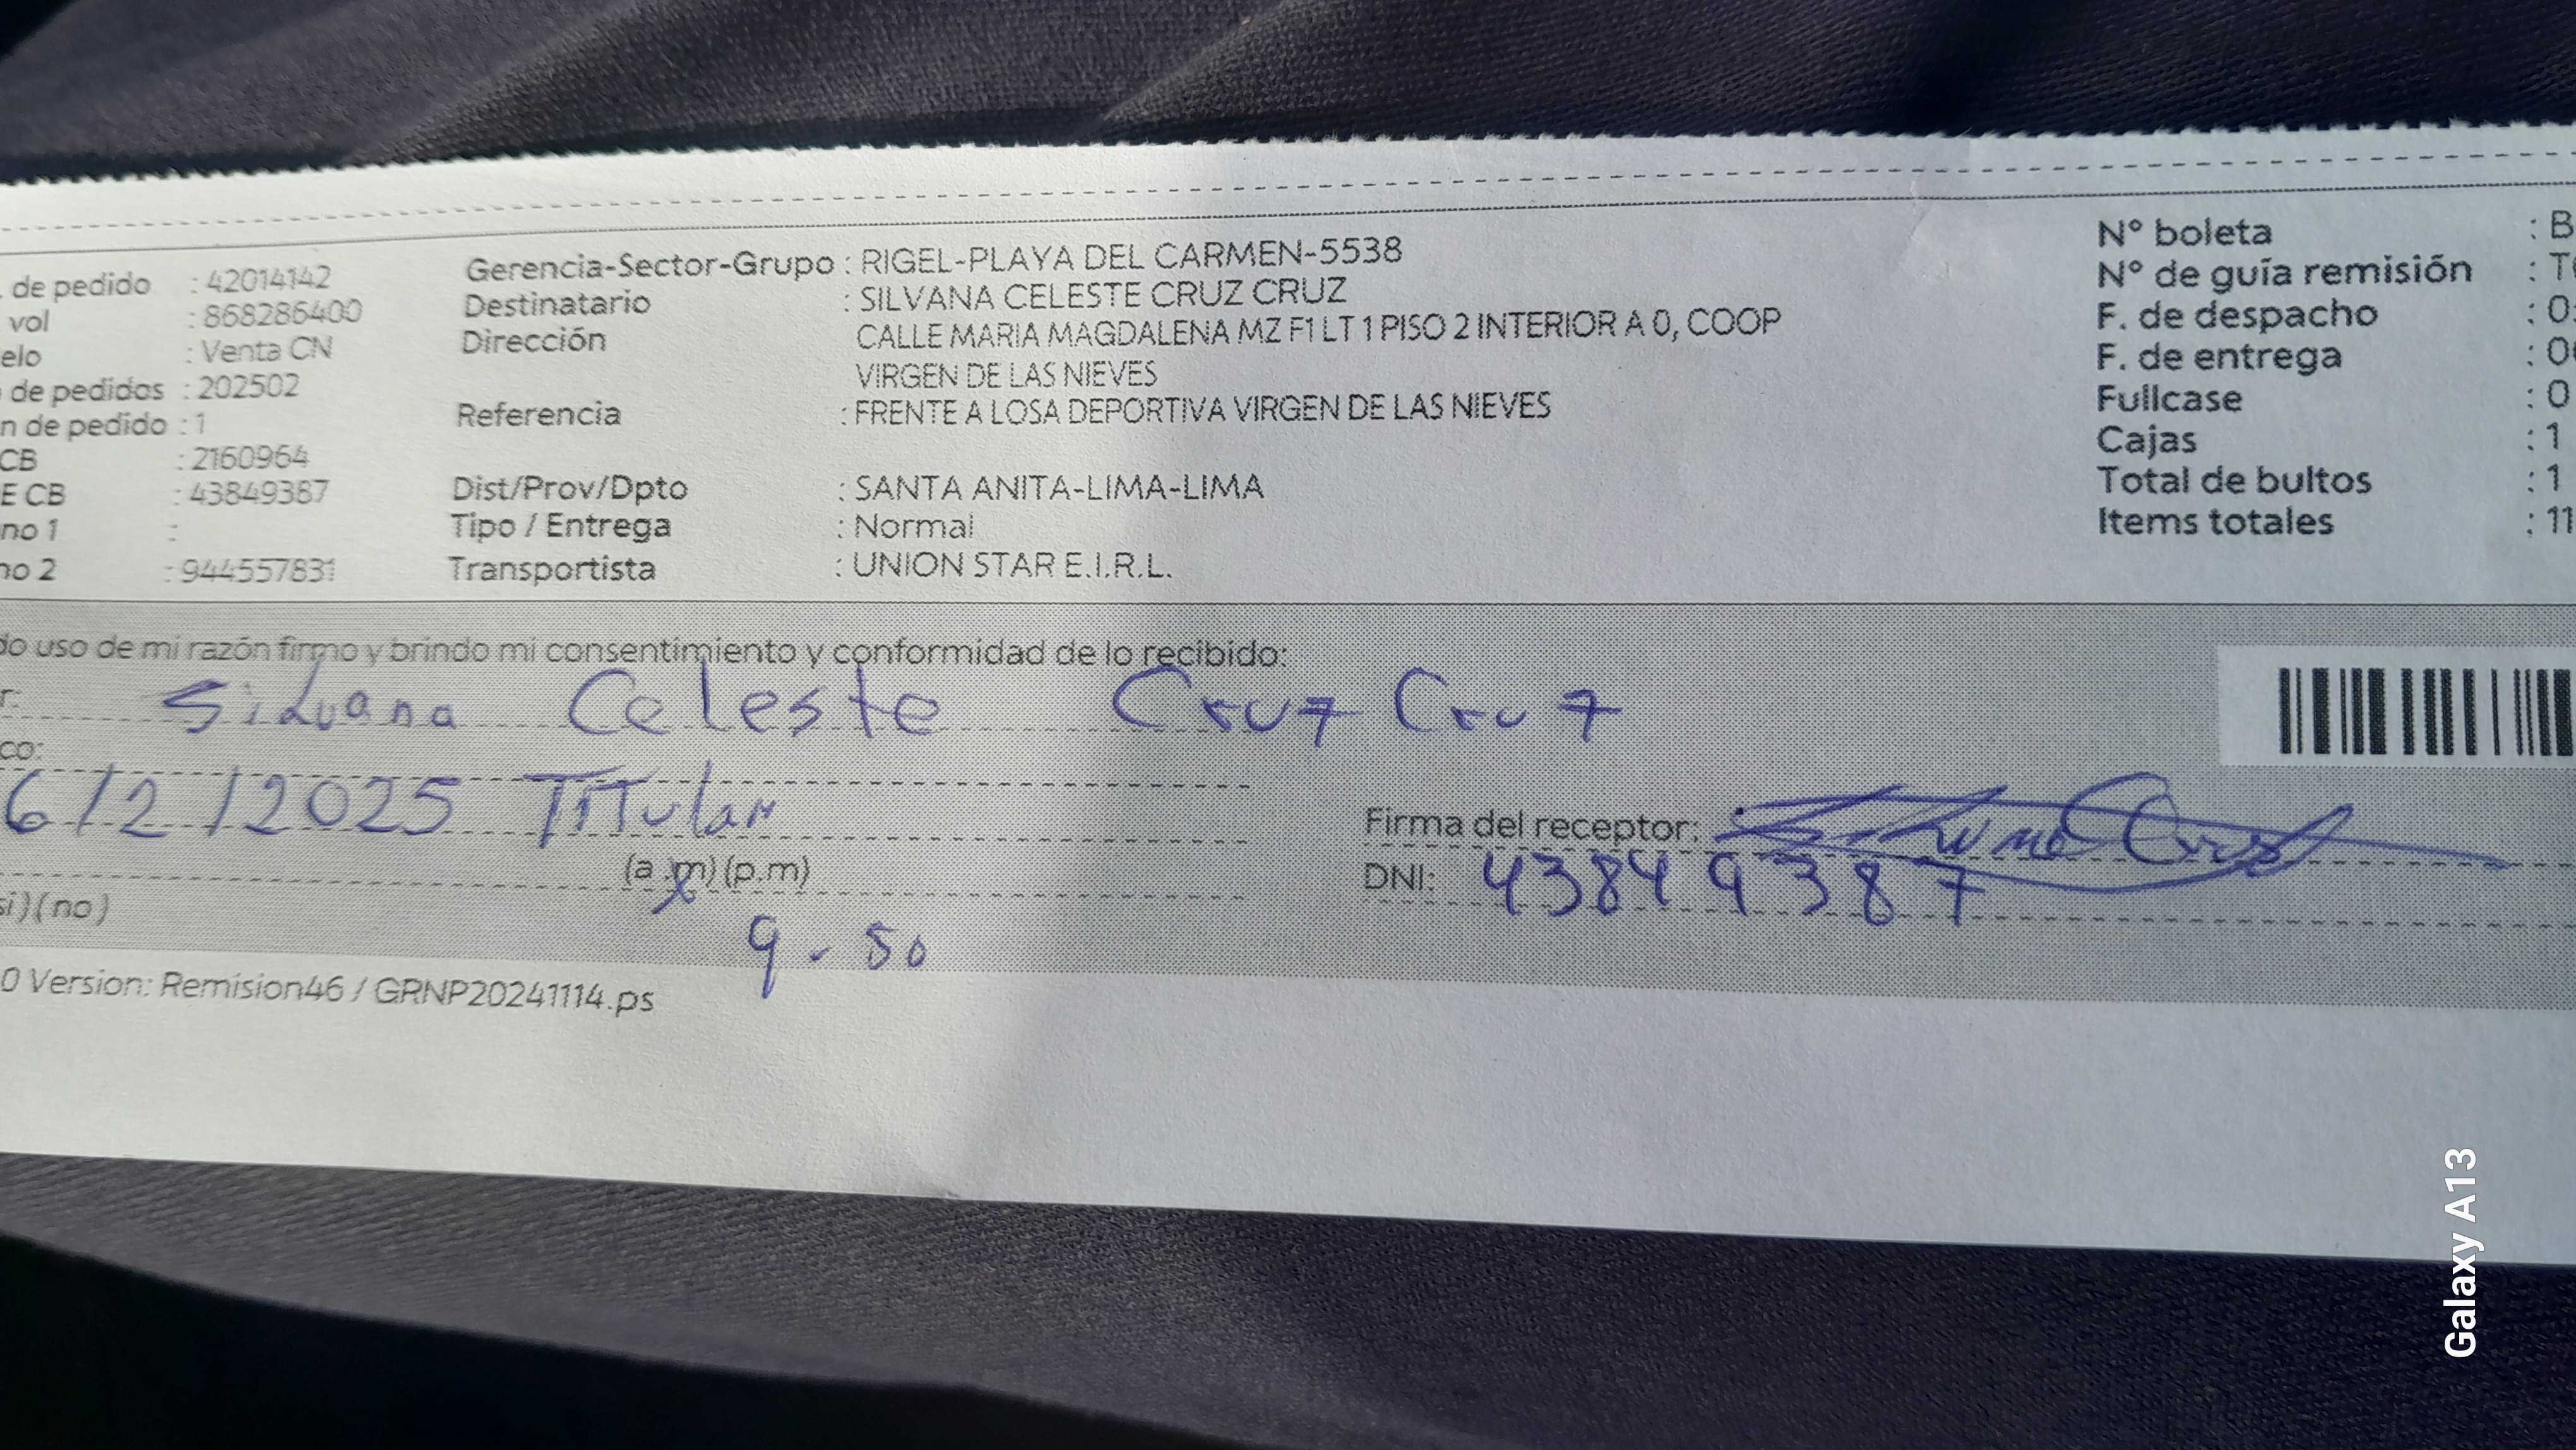 . de pedido : 42014142
vol : 868286400
elo : Venta CN
de pedidos : 202502
n de pedido : 1
CB : 2160964
E CB : 43849387
no 1 :
no 2 : 944557831
Gerencia-Sector-Grupo : RIGEL-PLAYA DEL CARMEN-5538
Destinatario : SILVANA CELESTE CRUZ CRUZ
Dirección CALLE MARIA MAGDALENA MZ F1 LT 1 PISO 2 INTERIOR A 0, COOP
VIRGEN DE LAS NIEVES
Referencia : FRENTE A LOSA DEPORTIVA VIRGEN DE LAS NIEVES
Dist/Prov/Dpto : SANTA ANITA-LIMA-LIMA
Tipo / Entrega : Normal
Transportista : UNION STAR E.I.R.L.
Nº boleta : B
Nº de guía remisión : T
F. de despacho : 0
F. de entrega : 0
Fullcase : 0
Cajas : 1
Total de bultos : 1
Items totales : 11
do uso de mi razón firmo y brindo mi consentimiento y conformidad de lo recibido:
r: Silvana Celeste Cruz Cruz
co:
6/2/2025 Titular
(a.m) (p.m)
si) (no)
9-50
Firma del receptor:
DNI: 43849387
0 Version: Remision46 / GRNP20241114.ps
Galaxy A13